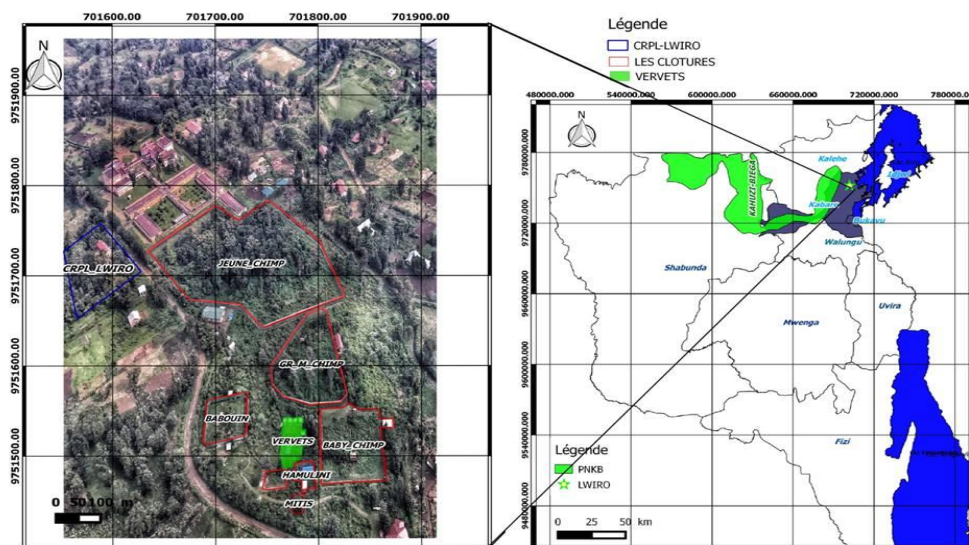 701600.00 701700.00 701800.00 701900.00
N
9751900.00
9751800.00
9751700.00
9751600.00
9751500.00
CRPL_LWIRO
JEUNE_CHIMP
GR_M_CHIMP
BABOUIN
VERVETS
BABY_CHIMP
HAMULINI
MITIS
0 50 100 m
Légende
CRPL-LWIRO
LES CLOTURES
VERVETS
480000.000 540000.000 600000.000 660000.000 720000.000 780000.000
N
9780000.000
9720000.000
9660000.000
9600000.000
9540000.000
9480000.000
KAHUZI-BIEGA
Kalehe
Idjwi
Kabare
Bukavu
Walungu
Shabunda
Uvira
Mwenga
Fizi
Légende
PNKB
LWIRO
0 25 50 km